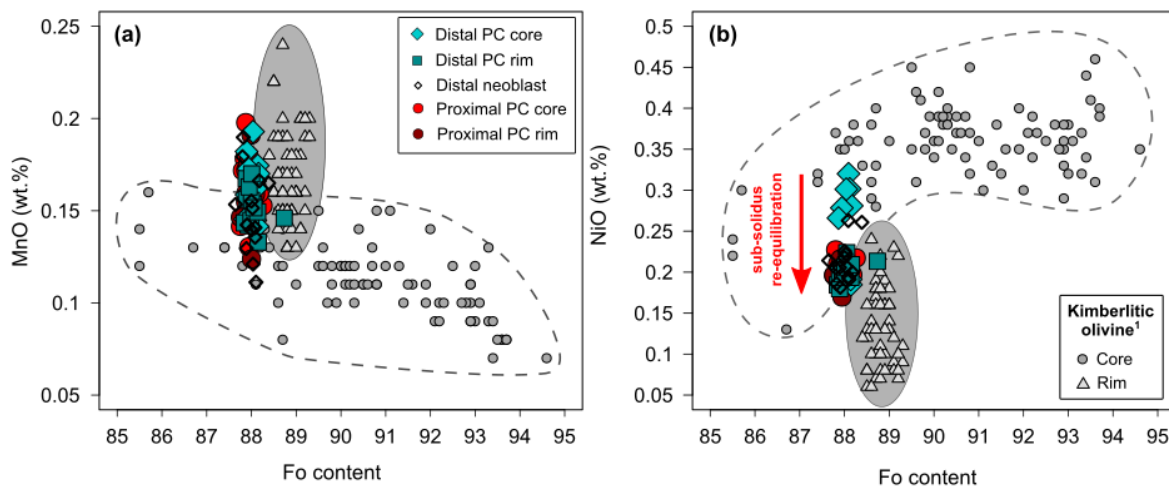 (a)
MnO (wt.%)
0.25
0.2
0.15
0.1
0.05
85 86 87 88 89 90 91 92 93 94 95
Fo content
Distal PC core
Distal PC rim
Distal neoblast
Proximal PC core
Proximal PC rim
(b)
NiO (wt.%)
0.5
0.45
0.4
0.35
0.3
0.25
0.2
0.15
0.1
0.05
85 86 87 88 89 90 91 92 93 94 95
Fo content
sub-solidus
re-equilibration
Kimberlitic
olivine¹
Core
Rim